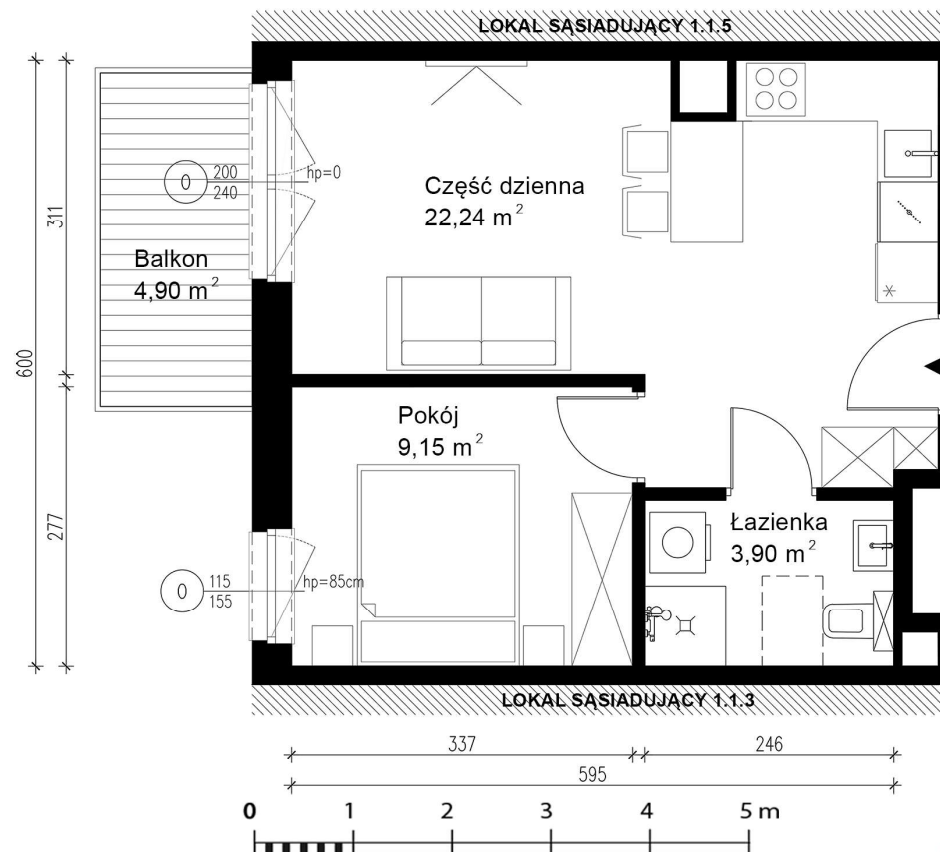 LOKAL SĄSIADUJĄCY 1.1.5
200
240
hp=0
Część dzienna
22,24 m²
Balkon
4,90 m²
311
600
277
Pokój
9,15 m²
115
155
hp=85cm
Łazienka
3,90 m²
LOKAL SĄSIADUJĄCY 1.1.3
337
246
595
0 1 2 3 4 5 m
0
0